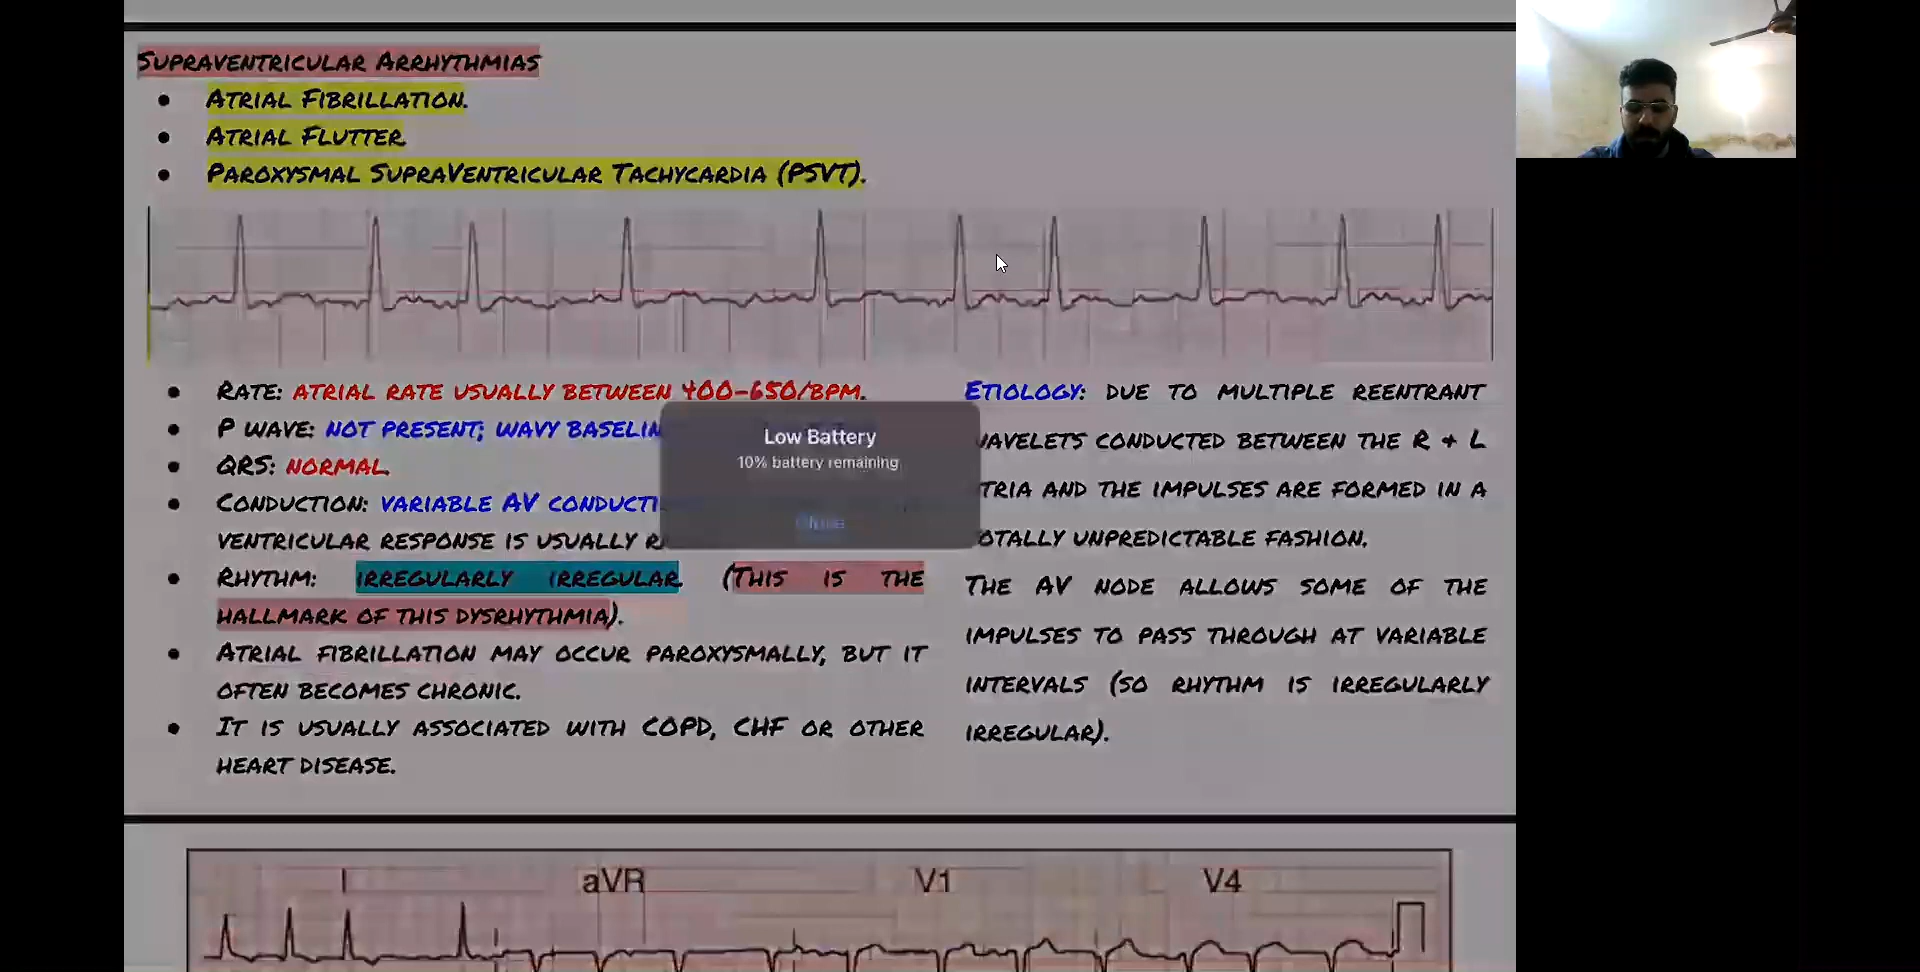 SUPRAVENTRICULAR ARRHYTHMIAS
• ATRIAL FIBRILLATION.
• ATRIAL FLUTTER
• PAROXYSMAL SUPRAVENTRICULAR TACHYCARDIA (PSVT).
• RATE: ATRIAL RATE USUALLY BETWEEN 400-650/BPM.
• P WAVE: NOT PRESENT; WAVY
• QRS: NORMAL.
• CONDUCTION: VARIABLE AV
VENTRICULAR RESPONSE IS USUALLY
• RHYTHM: IRREGULARLY IRREGULAR. (THIS IS THE
HALLMARK OF THIS DYSRHYTHMIA).
• ATRIAL FIBRILLATION MAY OCCUR PAROXYSMALLY, BUT IT
OFTEN BECOMES CHRONIC.
• IT IS USUALLY ASSOCIATED WITH COPD, CHF OR OTHER
HEART DISEASE.
Low Battery
10% battery remaining
Close
ETIOLOGY: DUE TO MULTIPLE REENTRANT
WAVELETS CONDUCTED BETWEEN THE R & L
AND THE IMPULSES ARE FORMED IN A
UNPREDICTABLE FASHION.
THE AV NODE ALLOWS SOME OF THE
IMPULSES TO PASS THROUGH AT VARIABLE
INTERVALS (SO RHYTHM IS IRREGULARLY
IRREGULAR).
I aVR V1 V4